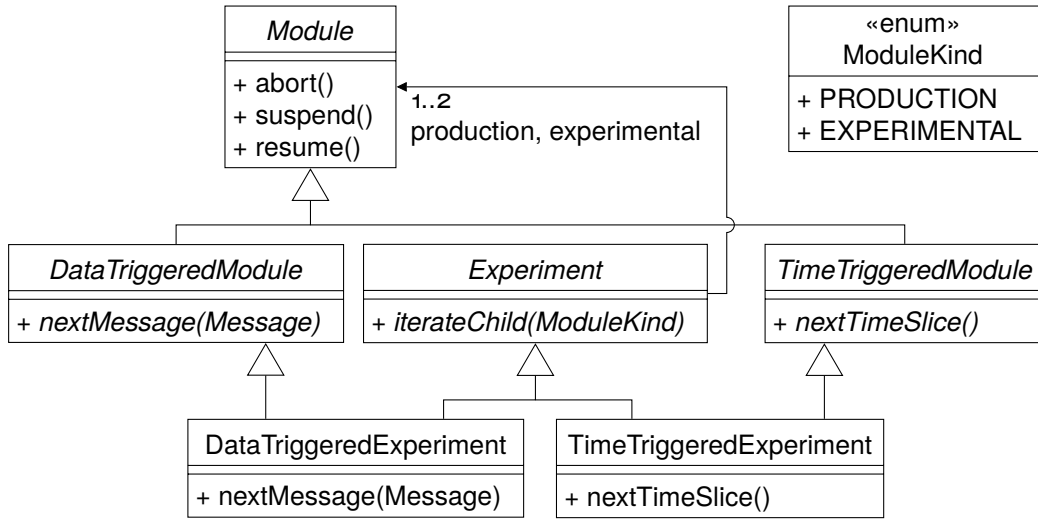 Module
+ abort()
+ suspend()
+ resume()
1..2
production, experimental
«enum»
ModuleKind
+ PRODUCTION
+ EXPERIMENTAL
DataTriggeredModule
+ nextMessage(Message)
Experiment
+ iterateChild(ModuleKind)
TimeTriggeredModule
+ nextTimeSlice()
DataTriggeredExperiment
+ nextMessage(Message)
TimeTriggeredExperiment
+ nextTimeSlice()